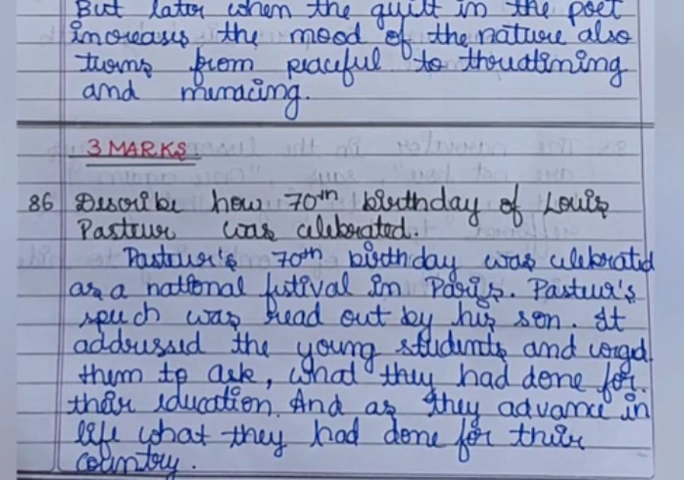 But later when the guilt in the poet
increases the mood of the nature also
turns from peaceful to threatining
and menacing.
3 MARKS
86 Describe how 70th birthday of Louis
Pasteur was celebrated.
Pasteur's 70th birthday was celebrated
as a national festival in Paris. Pasteur's
speech was read out by his son. It
addressed the young students and urged
them to ask, what they had done for
their education. And as they advance in
life what they had done for their
country.